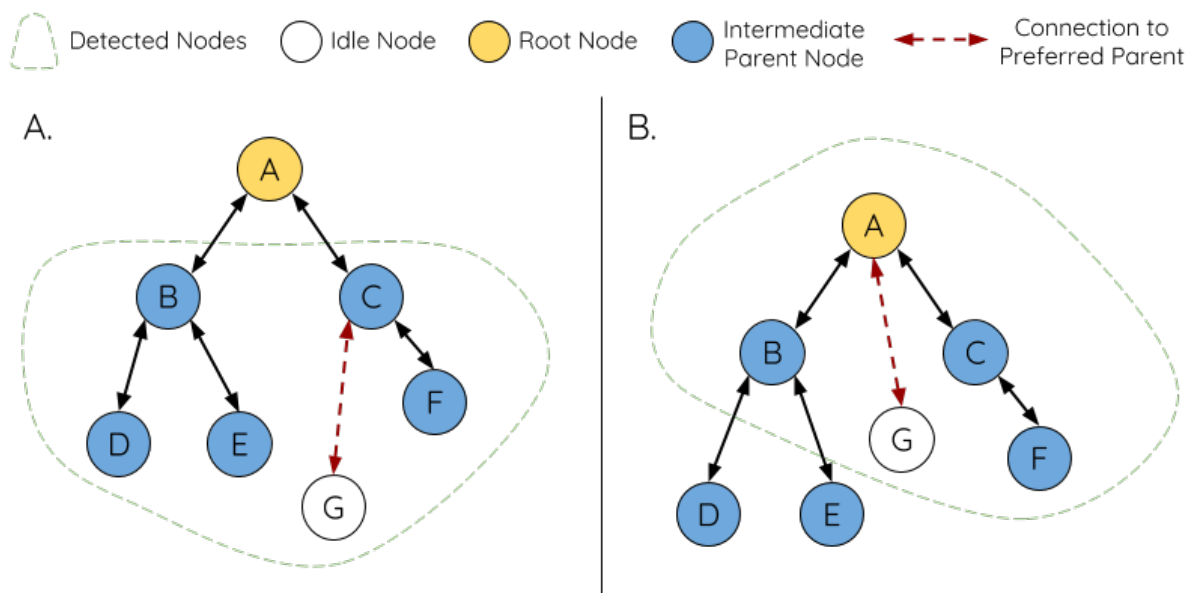 Detected Nodes
Idle Node
Root Node
Intermediate
Parent Node
Connection to
Preferred Parent
A.
A
B
C
D
E
F
G
B.
A
B
C
G
F
D
E